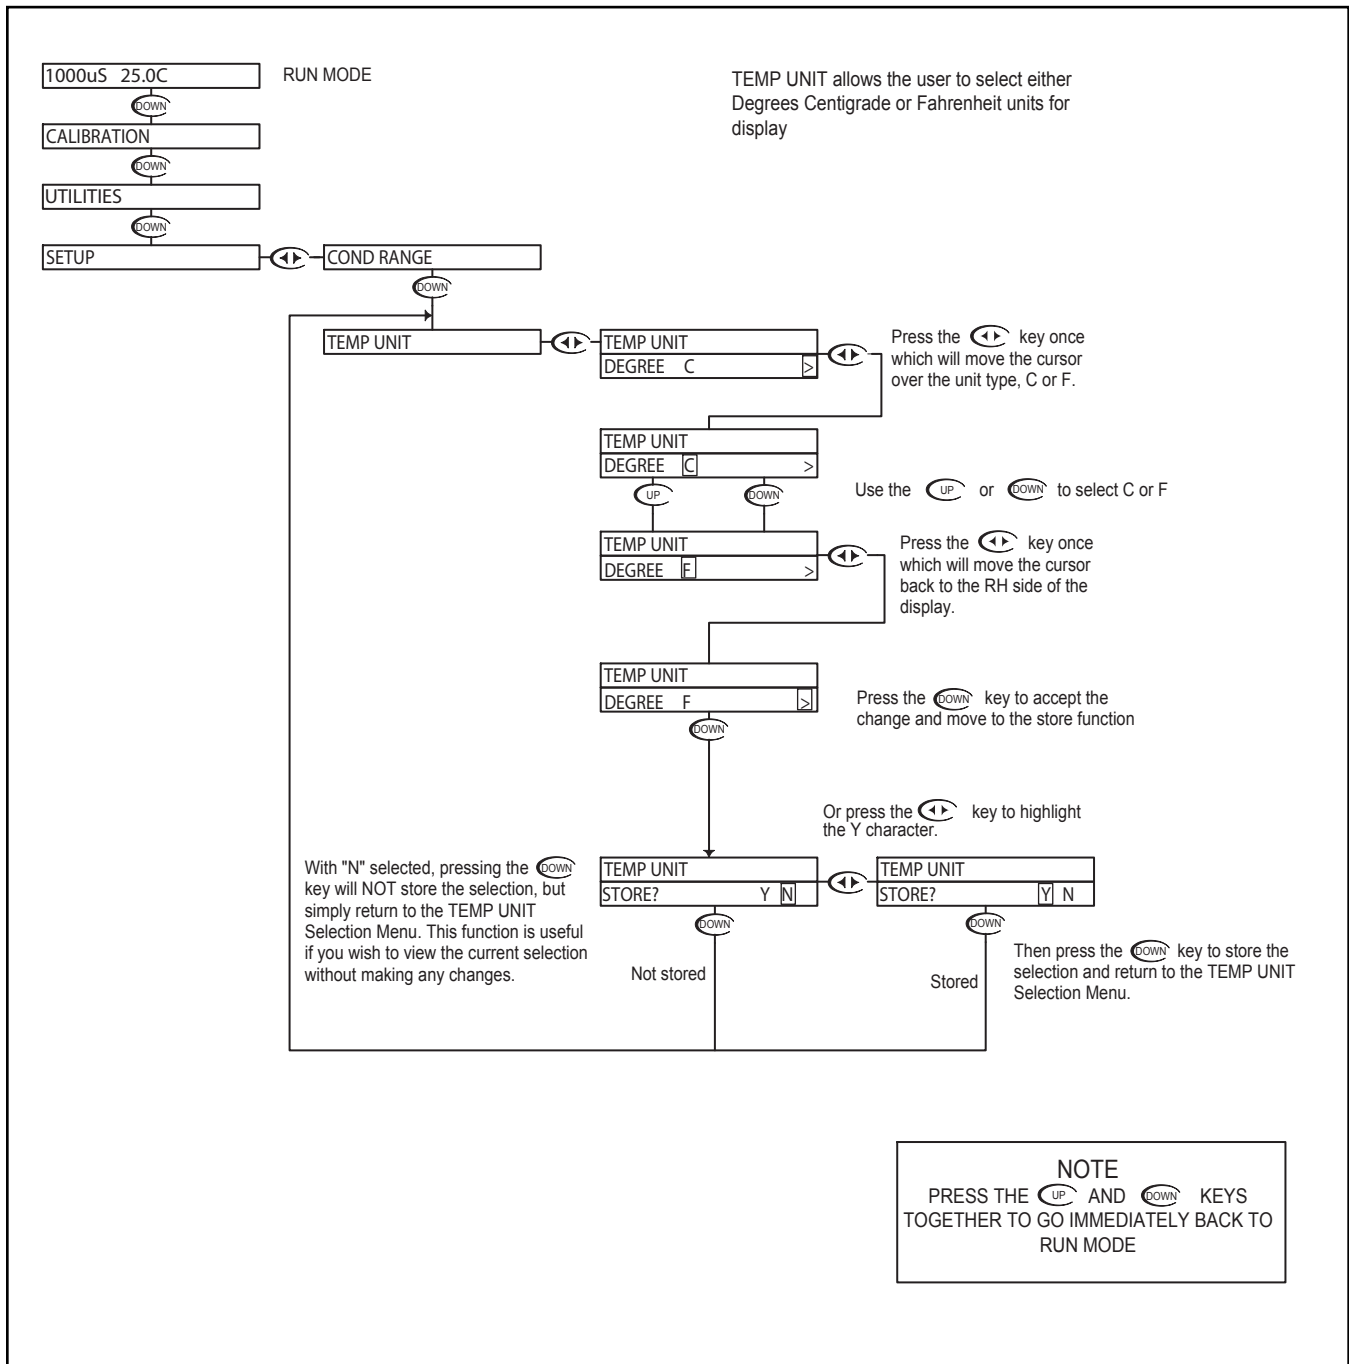 1000uS 25.0C
RUN MODE
TEMP UNIT allows the user to select either
Degrees Centigrade or Fahrenheit units for
display
DOWN
CALIBRATION
DOWN
UTILITIES
DOWN
SETUP
COND RANGE
DOWN
TEMP UNIT
TEMP UNIT
DEGREE C >
Press the key once
which will move the cursor
over the unit type, C or F.
TEMP UNIT
DEGREE C >
UP DOWN
Use the UP or DOWN to select C or F
TEMP UNIT
DEGREE F >
Press the key once
which will move the cursor
back to the RH side of the
display.
TEMP UNIT
DEGREE F >
DOWN
Press the DOWN key to accept the
change and move to the store function
Or press the key to highlight
the Y character.
With "N" selected, pressing the DOWN
key will NOT store the selection, but
simply return to the TEMP UNIT
Selection Menu. This function is useful
if you wish to view the current selection
without making any changes.
TEMP UNIT
STORE? Y N
DOWN
Not stored
TEMP UNIT
STORE? Y N
DOWN
Stored
Then press the DOWN key to store the
selection and return to the TEMP UNIT
Selection Menu.
NOTE
PRESS THE UP AND DOWN KEYS
TOGETHER TO GO IMMEDIATELY BACK TO
RUN MODE